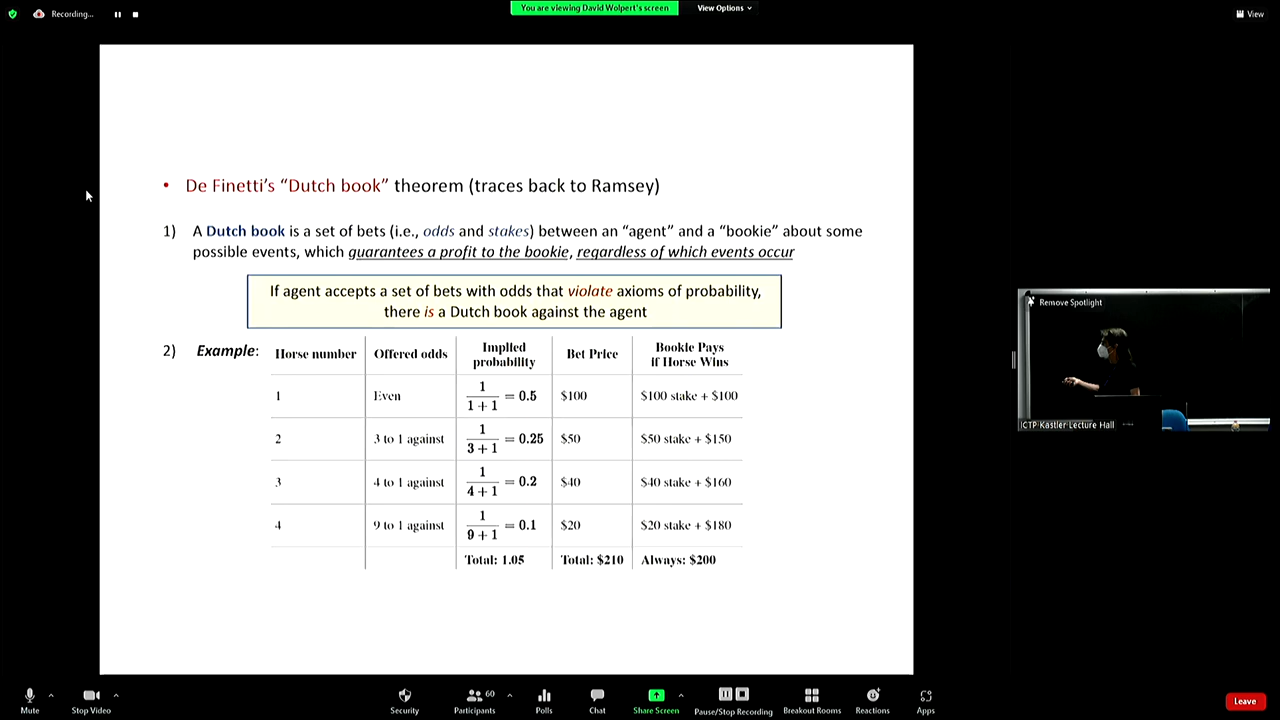 Recording...
You are viewing David Wolpert's screen
View Options
View
• De Finetti's "Dutch book" theorem (traces back to Ramsey)
1) A Dutch book is a set of bets (i.e., odds and stakes) between an "agent" and a "bookie" about some
possible events, which guarantees a profit to the bookie, regardless of which events occur
If agent accepts a set of bets with odds that violate axioms of probability,
there is a Dutch book against the agent
2) Example:
Horse number Offered odds Implied probability Bet Price Bookie Pays if Horse Wins
1 Even 1/(1 + 1) = 0.5 $100 $100 stake + $100
2 3 to 1 against 1/(3 + 1) = 0.25 $50 $50 stake + $150
3 4 to 1 against 1/(4 + 1) = 0.2 $40 $40 stake + $160
4 9 to 1 against 1/(9 + 1) = 0.1 $20 $20 stake + $180
Total: 1.05 Total: $210 Always: $200
Remove Spotlight
ICTP Kastler Lecture Hall
Mute
Stop Video
Security
Participants 60
Polls
Chat
Share Screen
Pause/Stop Recording
Breakout Rooms
Reactions
Apps
Leave